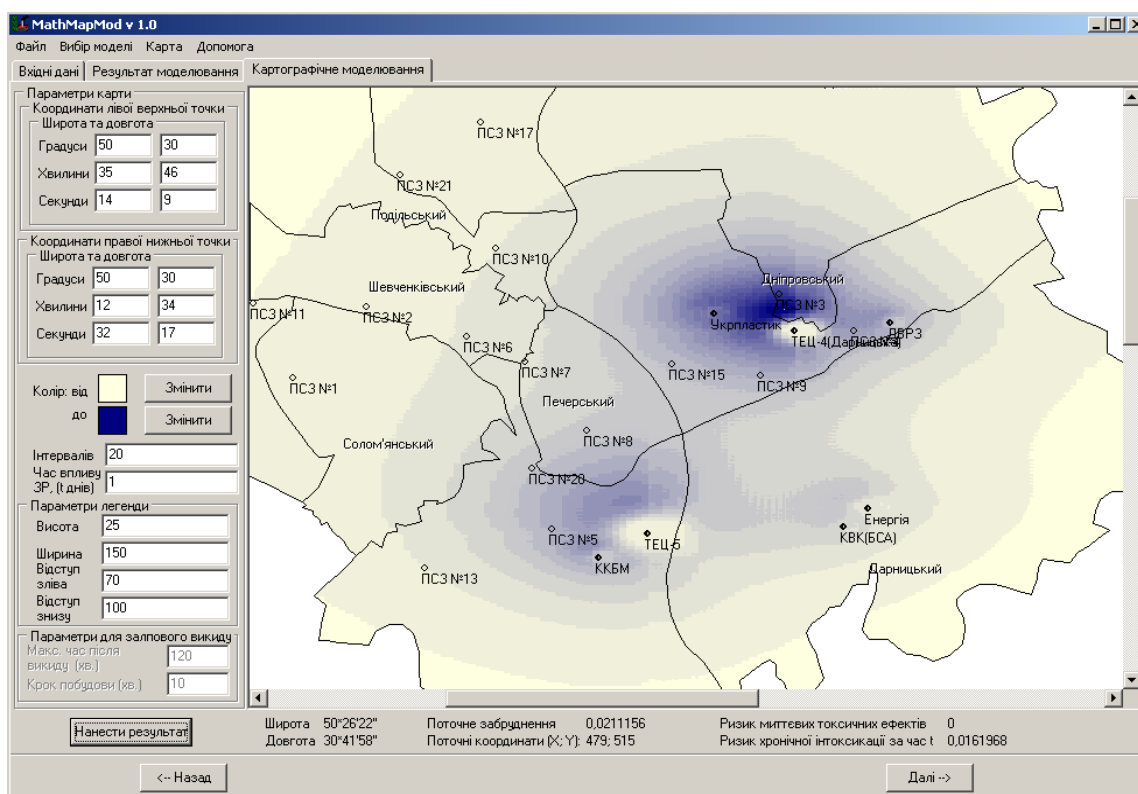 MathMapMod v 1.0
Файл Вибір моделі Карта Допомога
Вхідні дані Результат моделювання Картографічне моделювання
Параметри карти
Координати лівої верхньої точки
Широта та довгота
Градуси 50 30
Хвилини 35 46
Секунди 14 9
Координати правої нижньої точки
Широта та довгота
Градуси 50 30
Хвилини 12 34
Секунди 32 17
Колір: від Змінити
до Змінити
Інтервалів 20
Час впливу
ЗР, (t днів) 1
Параметри легенди
Висота 25
Ширина 150
Відступ
зліва 70
Відступ
знизу 100
Параметри для залпового викиду
Макс. час після
викиду (хв.) 120
Крок побудови (хв.) 10
Нанести результат
ПСЗ №17
ПСЗ №21
Подільський
ПСЗ №10
Шевченківський
Дніпровський
ПСЗ №3
ПСЗ №11
ПСЗ №2
Укрпластик
ДВРЗ
ТЕЦ-4(Дарницька)
ПСЗ №6
ПСЗ №7
ПСЗ №15
ПСЗ №9
ПСЗ №1
Печерський
Солом'янський
ПСЗ №8
ПСЗ №20
Енергія
КВК(БСА)
ПСЗ №5
ТЕЦ-5
ККБМ
ПСЗ №13
Дарницький
Широта 50°26'22" Поточне забруднення 0,0211156 Ризик миттєвих токсичних ефектів 0
Довгота 30°41'58" Поточні координати (X; Y): 479; 515 Ризик хронічної інтоксикації за час t 0,0161968
<-- Назад
Далі -->